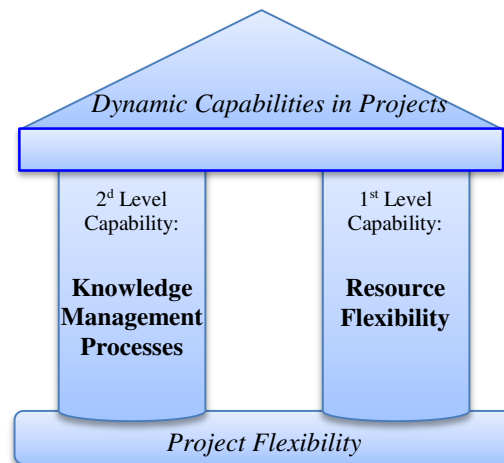 Dynamic Capabilities in Projects
2d Level
Capability:
Knowledge
Management
Processes
1st Level
Capability:
Resource
Flexibility
Project Flexibility